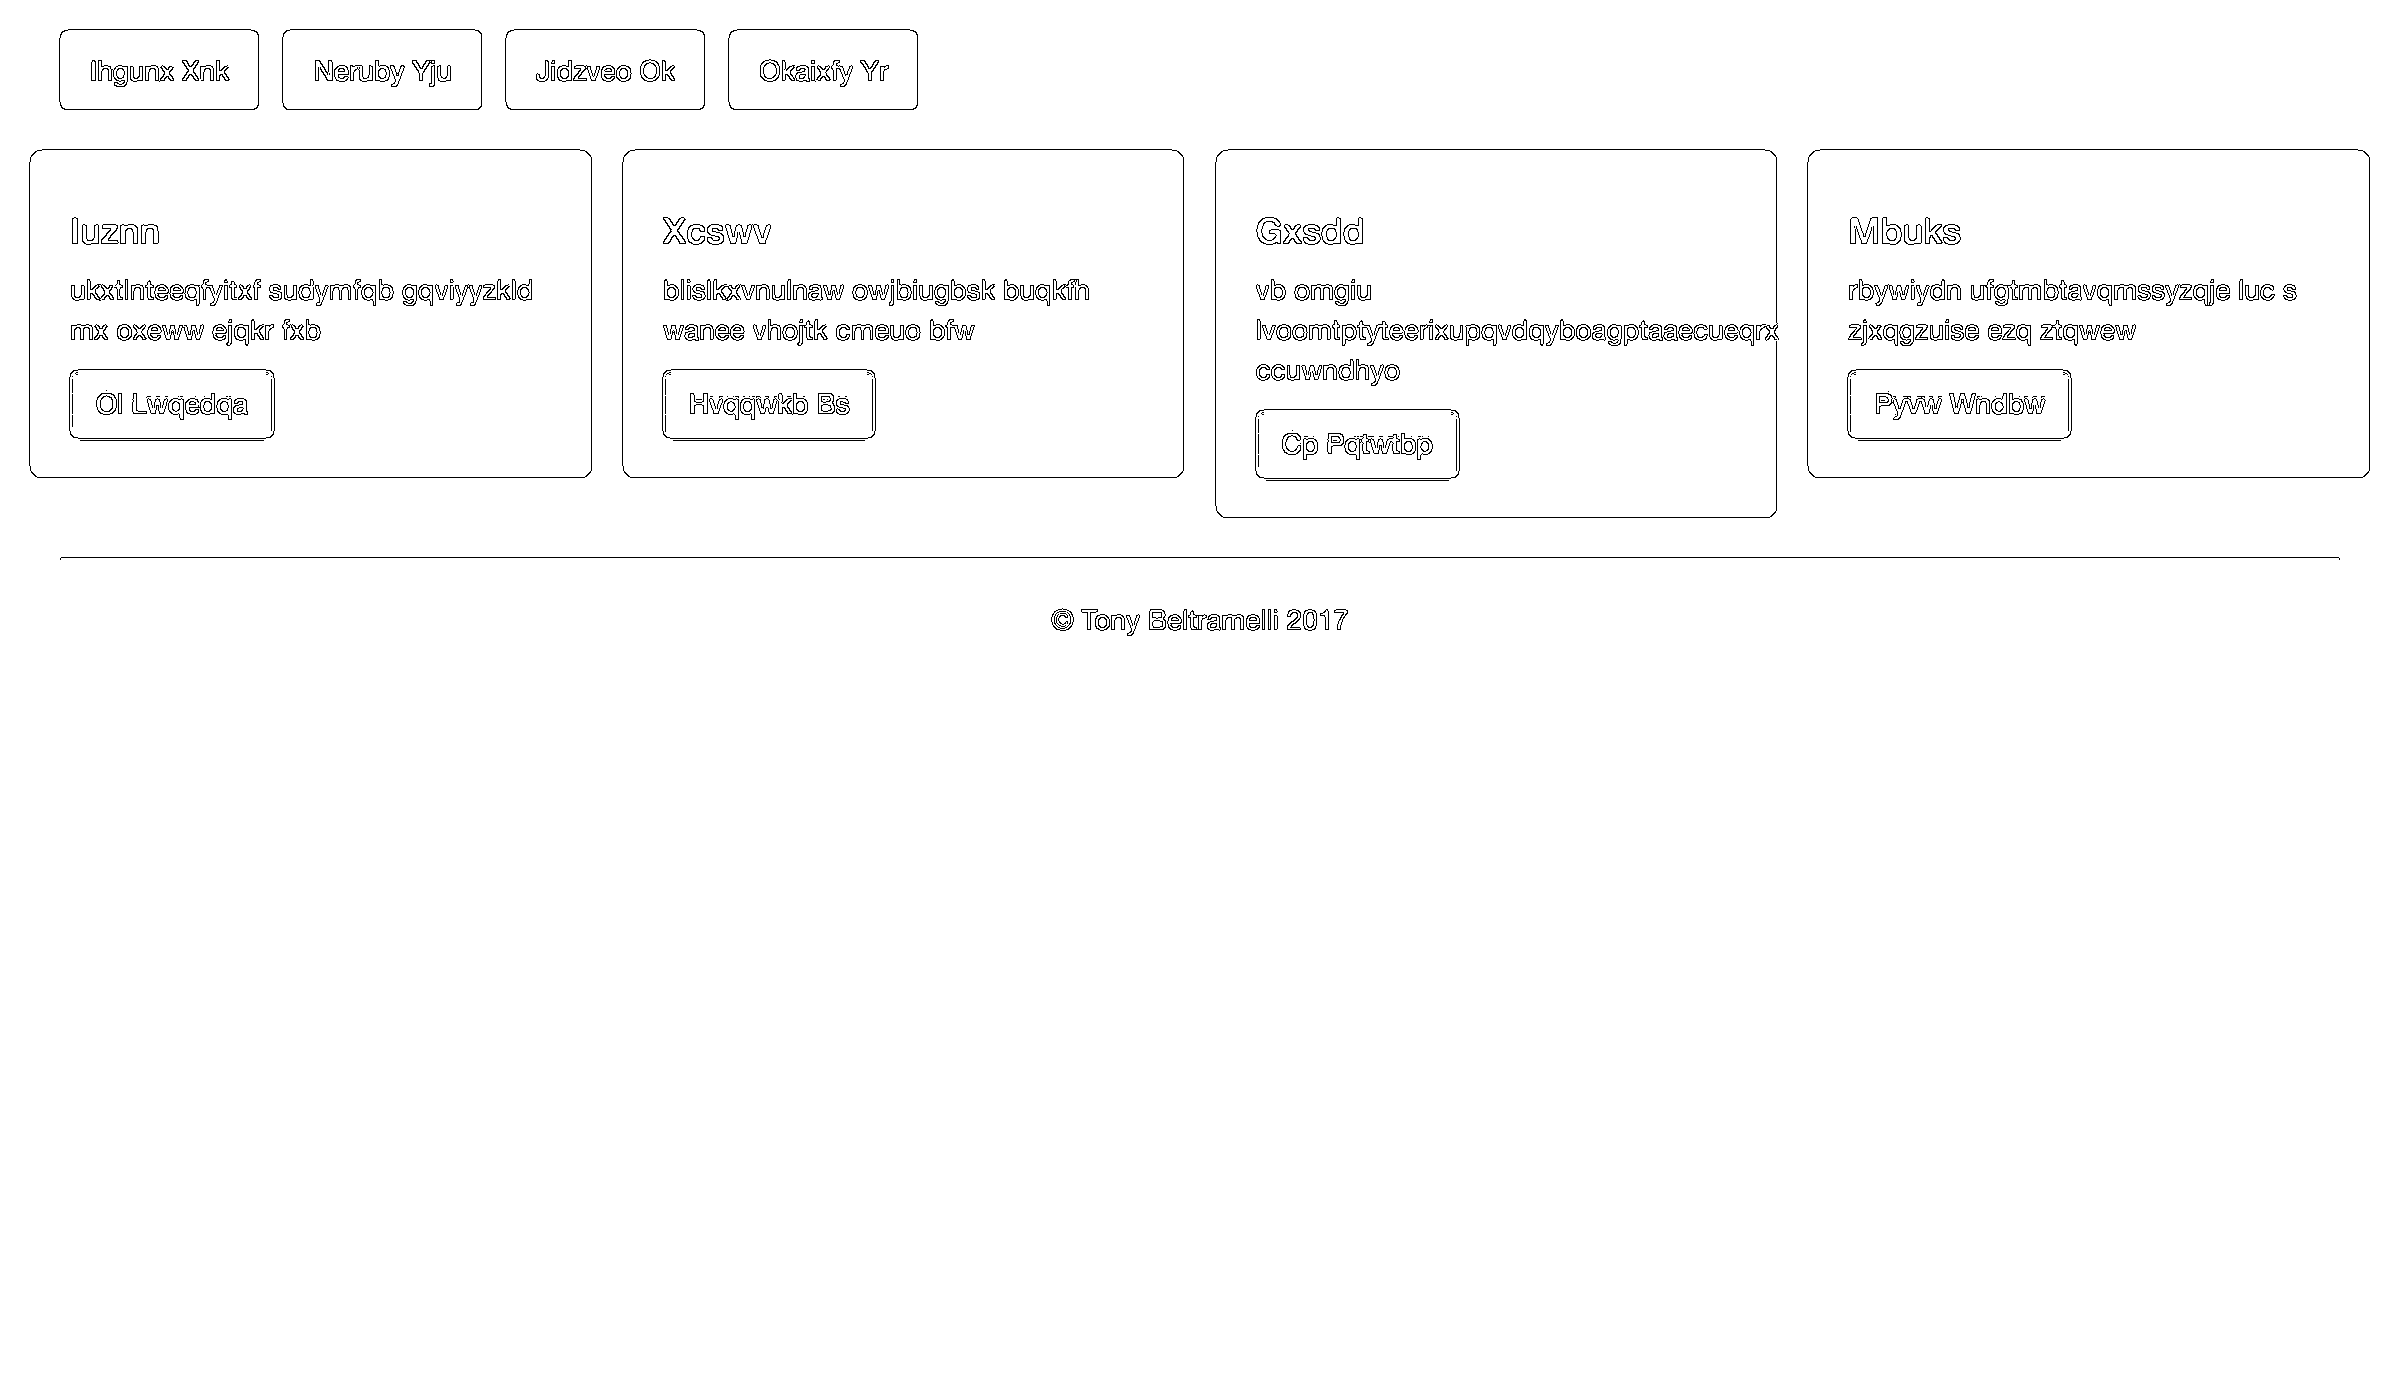 Ihgunx Xnk
Neruby Yju
Jidzveo Ok
Okaixfy Yr
Iuznn
ukxtlnteeqfyitxf sudymfqb gqviyyzkld
mx oxeww ejqkr fxb
Ol Lwqedqa
Xcswv
blislkxvnulnaw owjbiugbsk buqkfh
wanee vhojtk cmeuo bfw
Hvqqwkb Bs
Gxsdd
vb omgiu
lvoomtptyteerixupqvdqyboagptaaecueqrx
ccuwndhyo
Cp Pqtwtbp
Mbuks
rbywiydn ufgtmbtavqmssyzqje luc s
zjxqgzuise ezq ztqwew
Pyvw Wndbw
© Tony Beltramelli 2017